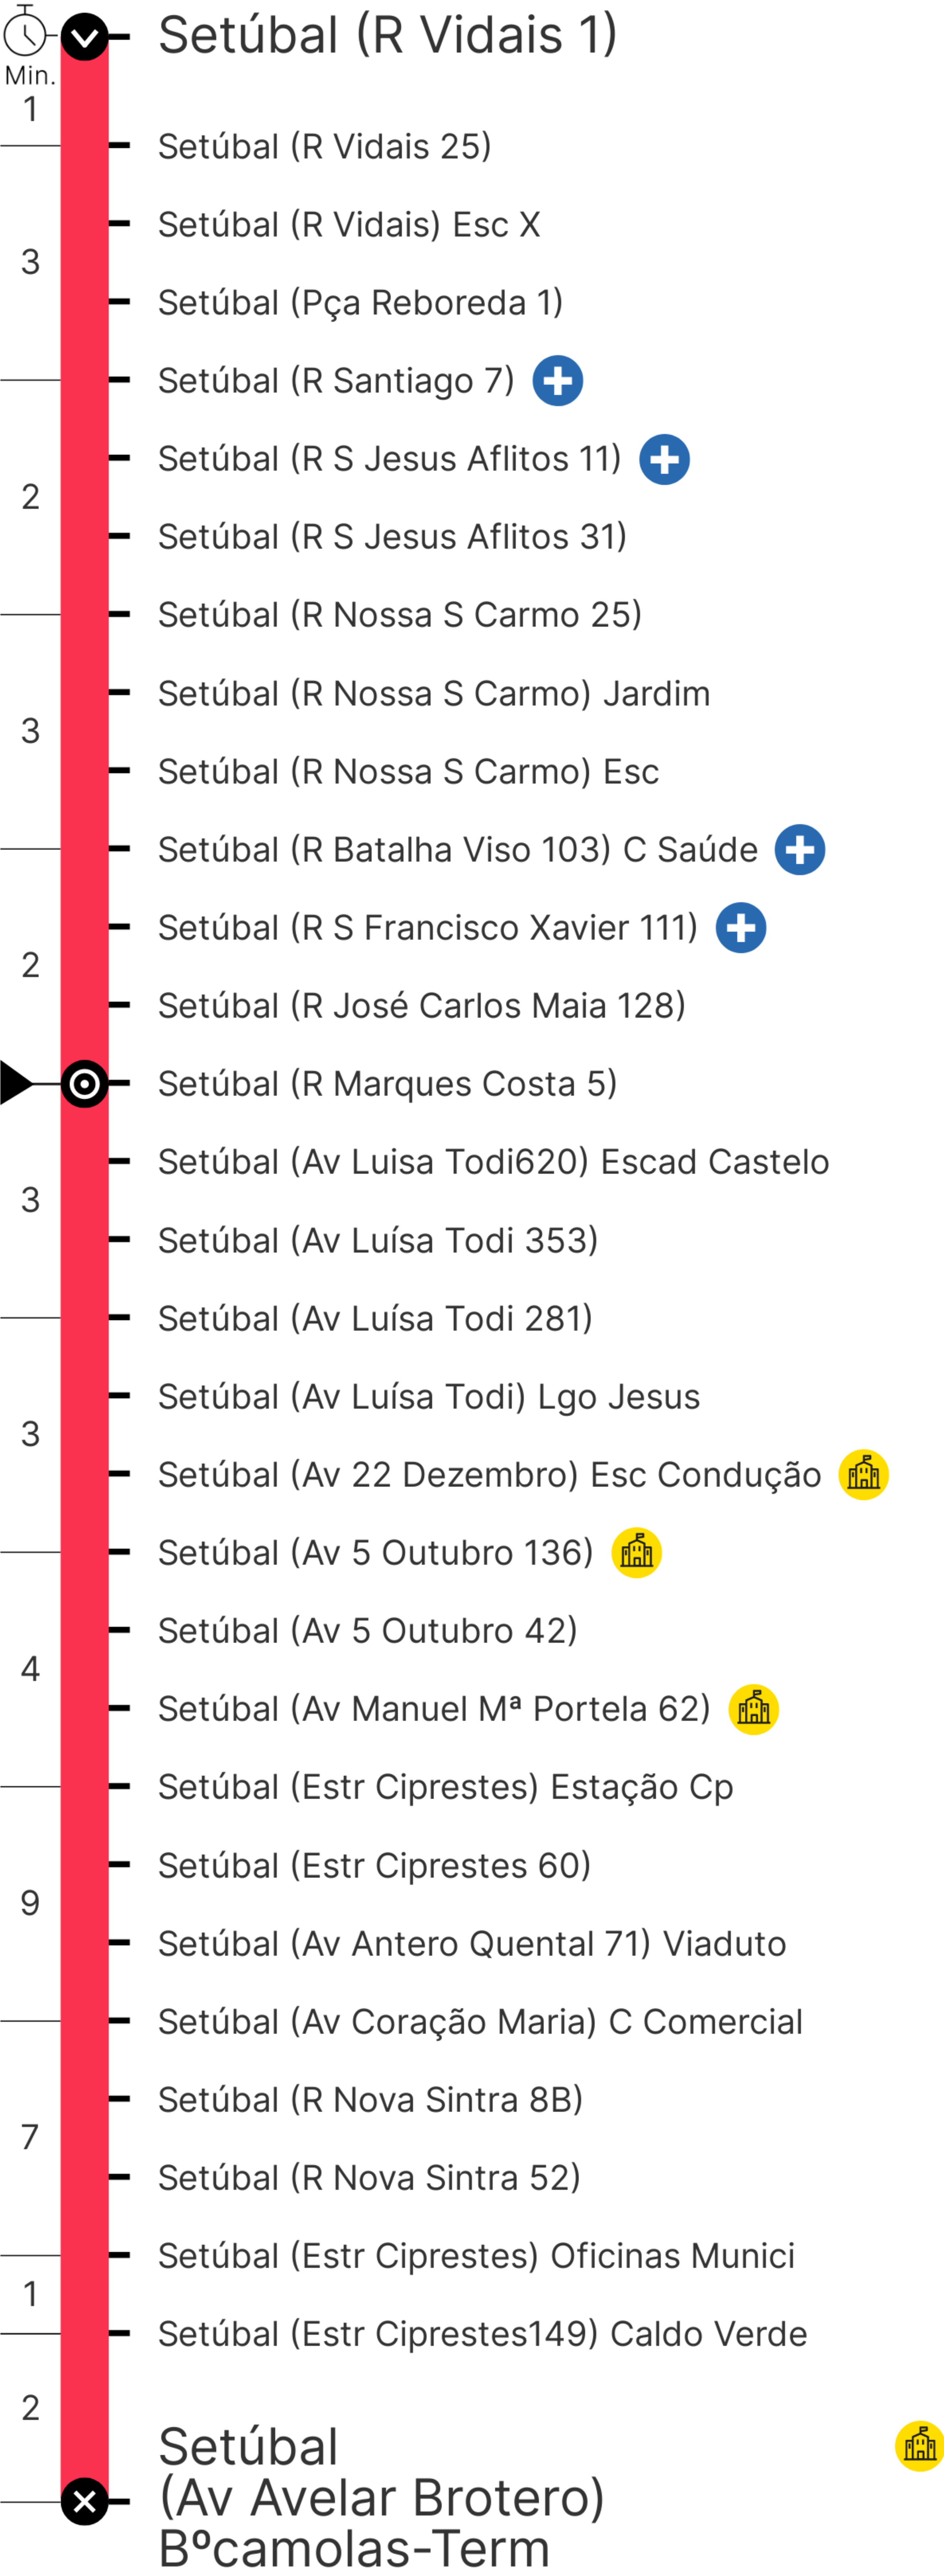 Setúbal (R Vidais 1)
Min.
1
Setúbal (R Vidais 25)
Setúbal (R Vidais) Esc X
3
Setúbal (Pça Reboreda 1)
Setúbal (R Santiago 7)
Setúbal (R S Jesus Aflitos 11)
2
Setúbal (R S Jesus Aflitos 31)
Setúbal (R Nossa S Carmo 25)
Setúbal (R Nossa S Carmo) Jardim
3
Setúbal (R Nossa S Carmo) Esc
Setúbal (R Batalha Viso 103) C Saúde
Setúbal (R S Francisco Xavier 111)
2
Setúbal (R José Carlos Maia 128)
Setúbal (R Marques Costa 5)
Setúbal (Av Luisa Todi620) Escad Castelo
3
Setúbal (Av Luísa Todi 353)
Setúbal (Av Luísa Todi 281)
Setúbal (Av Luísa Todi) Lgo Jesus
3
Setúbal (Av 22 Dezembro) Esc Condução
Setúbal (Av 5 Outubro 136)
Setúbal (Av 5 Outubro 42)
4
Setúbal (Av Manuel Mª Portela 62)
Setúbal (Estr Ciprestes) Estação Cp
Setúbal (Estr Ciprestes 60)
9
Setúbal (Av Antero Quental 71) Viaduto
Setúbal (Av Coração Maria) C Comercial
Setúbal (R Nova Sintra 8B)
7
Setúbal (R Nova Sintra 52)
Setúbal (Estr Ciprestes) Oficinas Munici
1
Setúbal (Estr Ciprestes149) Caldo Verde
2
Setúbal
(Av Avelar Brotero)
Bºcamolas-Term